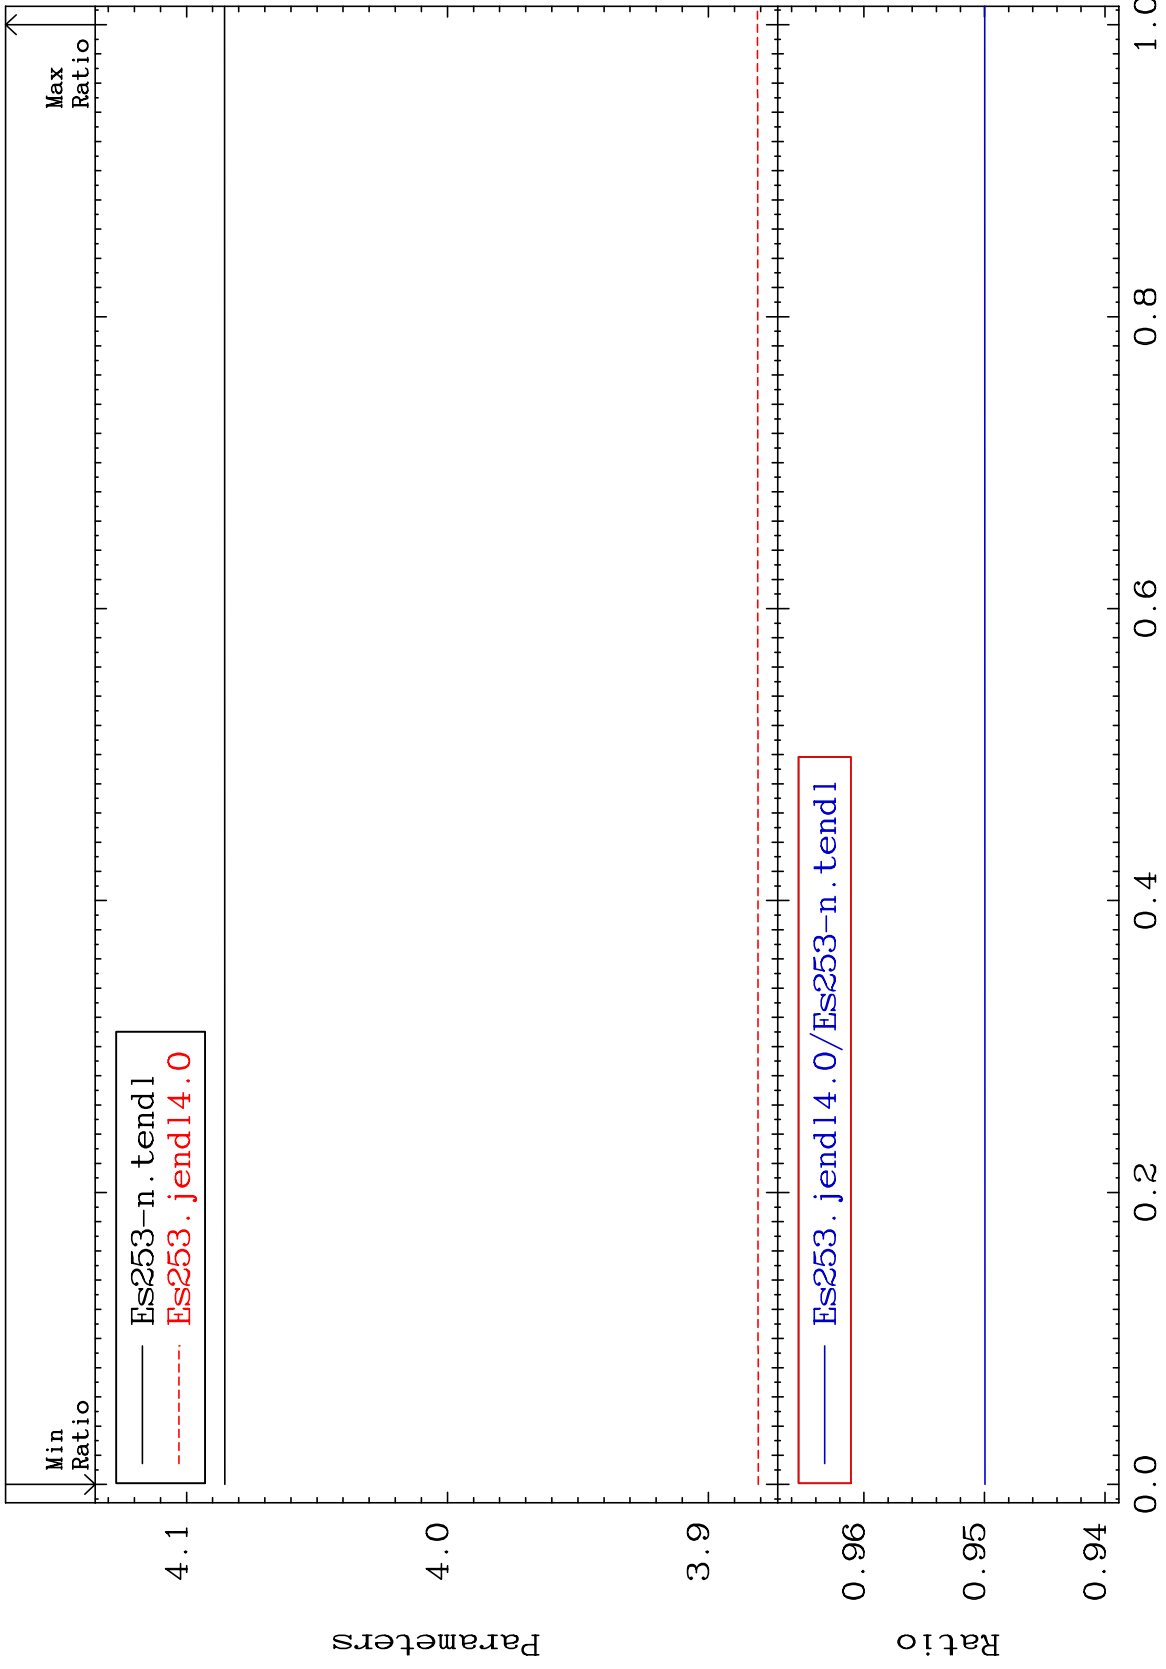 Min
Ratio
Max
Ratio
Es253-n.tendl
Es253.jendl4.0
4.1
4.0
3.9
Parameters
Es253.jendl4.0/Es253-n.tendl
0.96
0.95
0.94
Ratio
0.0
0.2
0.4
0.6
0.8
1.0